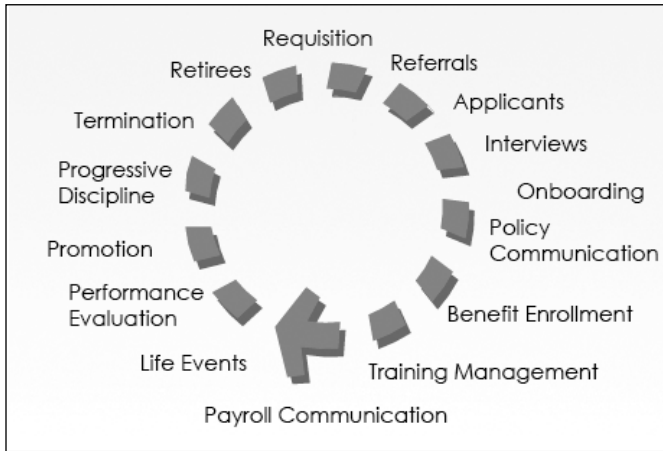 Requisition
Referrals
Applicants
Interviews
Onboarding
Policy
Communication
Benefit Enrollment
Training Management
Payroll Communication
Life Events
Performance
Evaluation
Promotion
Progressive
Discipline
Termination
Retirees